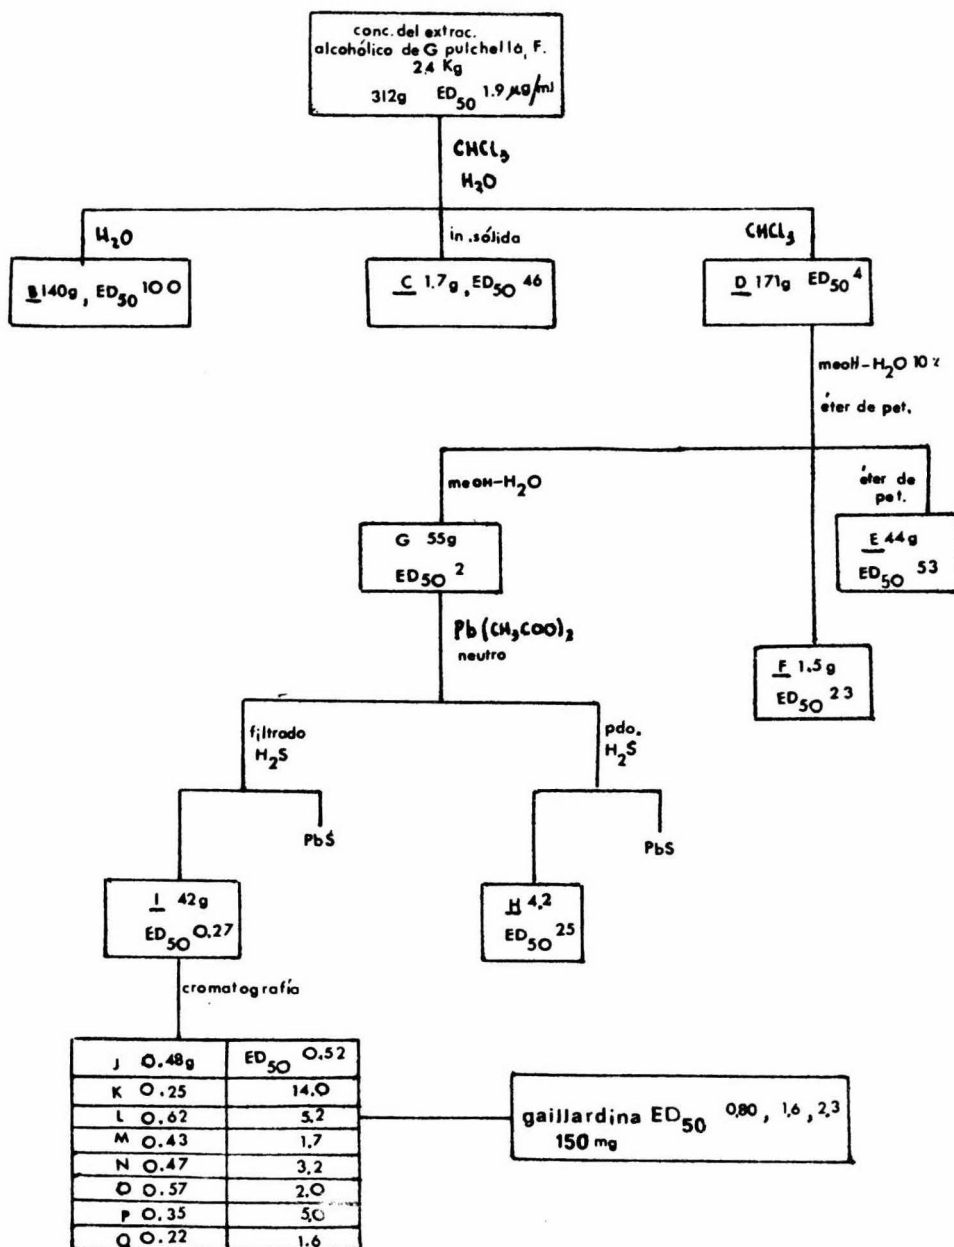 conc. del extrac.
alcohólico de G pulchella, F.
2.4 Kg
312g ED50 1.9 µg/ml
CHCl3
H2O
H2O
in. sólida
CHCl3
B 140g, ED50 100
C 1.7g, ED50 46
D 171g ED50 4
meoH-H2O 10%
éter de pet.
meoH-H2O
éter de
pet.
G 55g
ED50 2
E 44g
ED50 53
Pb(CH3COO)2
neutro
F 1.5g
ED50 23
filtrado
H2S
pdo.
H2S
PbS
PbS
I 42g
ED50 0.27
H 4,2
ED50 25
cromatografía
J 0.48g ED50 0.52
K 0.25 14.0
L 0.62 5.2
M 0.43 1.7
N 0.47 3.2
O 0.57 2.0
P 0.35 5,0
Q 0.22 1.6
gaillardina ED50 0,80, 1,6, 2,3
150 mg